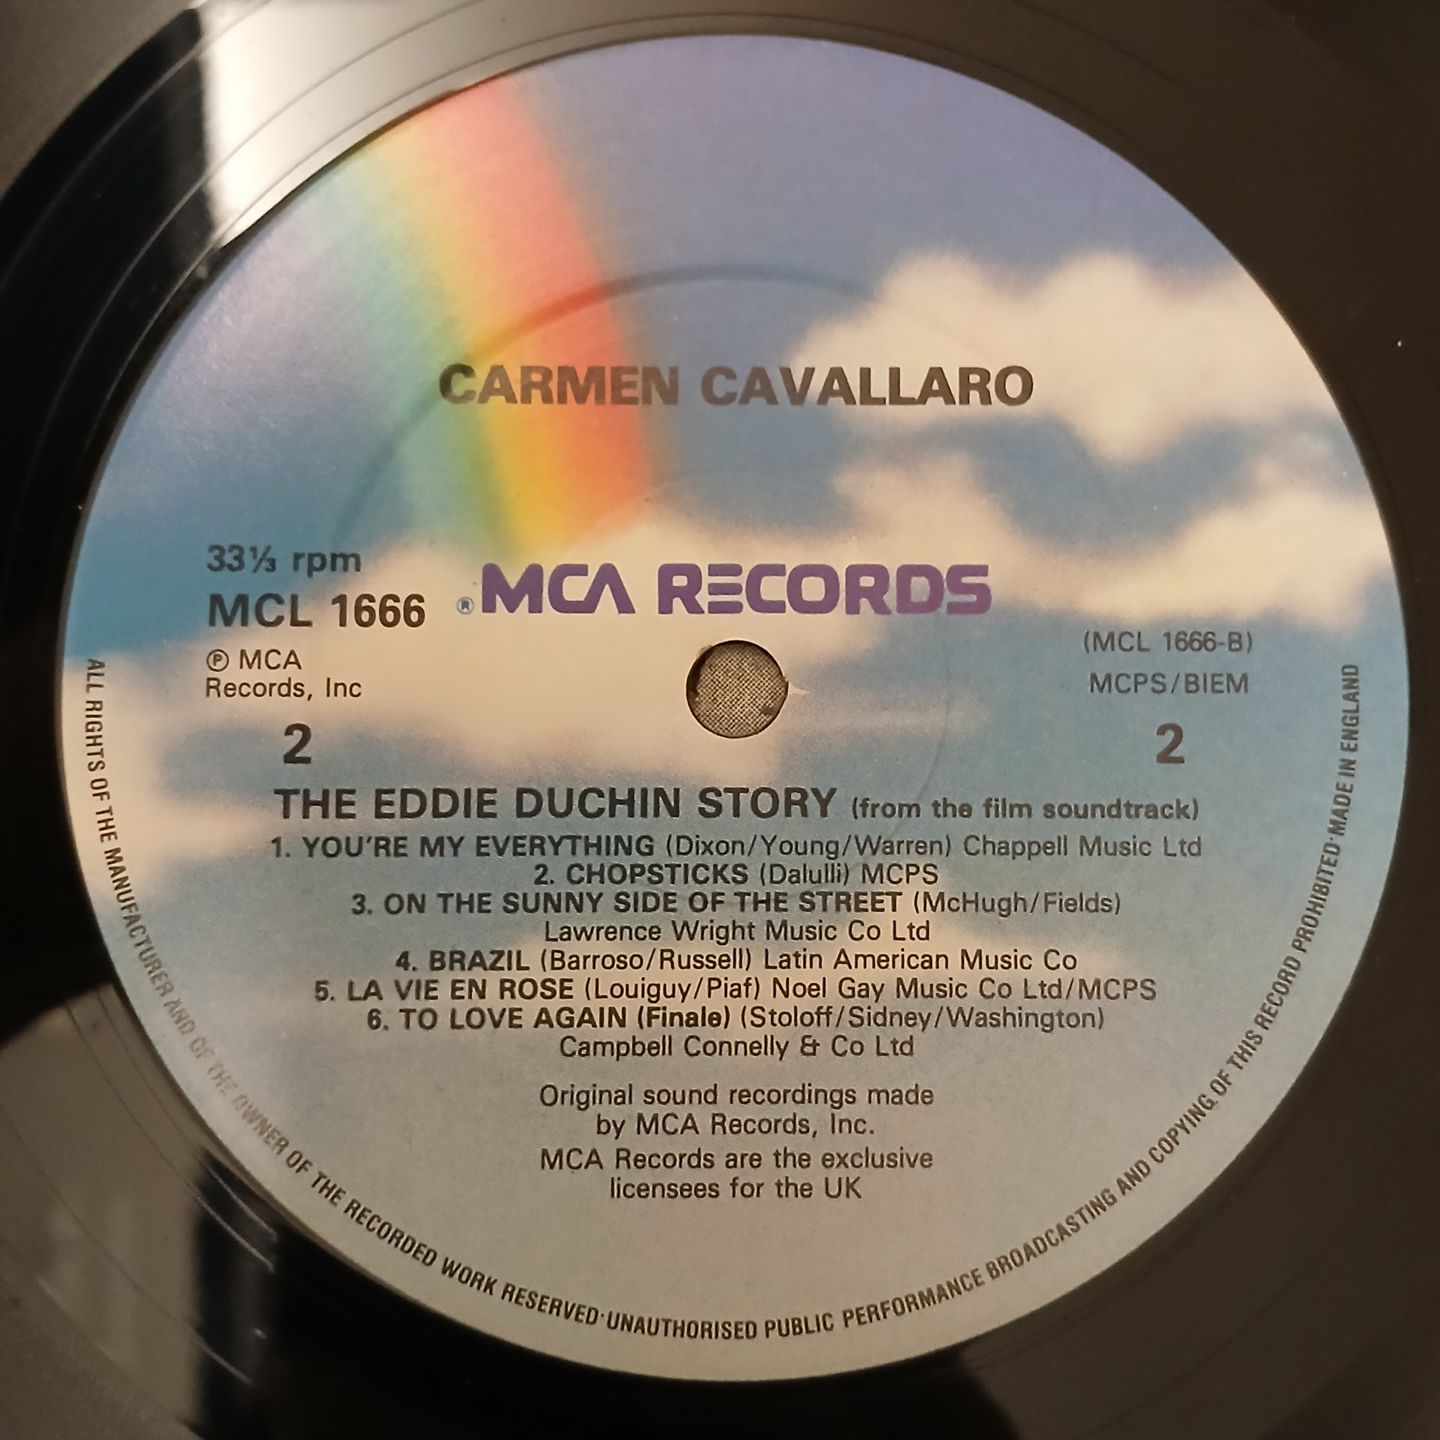 CARMEN CAVALLARO
33⅓ rpm
MCL 1666
® MCA RECORDS
℗ MCA
Records, Inc
(MCL 1666-B)
MCPS/BIEM
2
2
THE EDDIE DUCHIN STORY (from the film soundtrack)
1. YOU'RE MY EVERYTHING (Dixon/Young/Warren) Chappell Music Ltd
2. CHOPSTICKS (Dalulli) MCPS
3. ON THE SUNNY SIDE OF THE STREET (McHugh/Fields)
Lawrence Wright Music Co Ltd
4. BRAZIL (Barroso/Russell) Latin American Music Co
5. LA VIE EN ROSE (Louiguy/Piaf) Noel Gay Music Co Ltd/MCPS
6. TO LOVE AGAIN (Finale) (Stoloff/Sidney/Washington)
Campbell Connelly & Co Ltd
Original sound recordings made
by MCA Records, Inc.
MCA Records are the exclusive
licensees for the UK
ALL RIGHTS OF THE MANUFACTURER AND OF THE OWNER OF THE RECORDED WORK RESERVED·UNAUTHORISED PUBLIC PERFORMANCE BROADCASTING AND COPYING OF THIS RECORD PROHIBITED·MADE IN ENGLAND